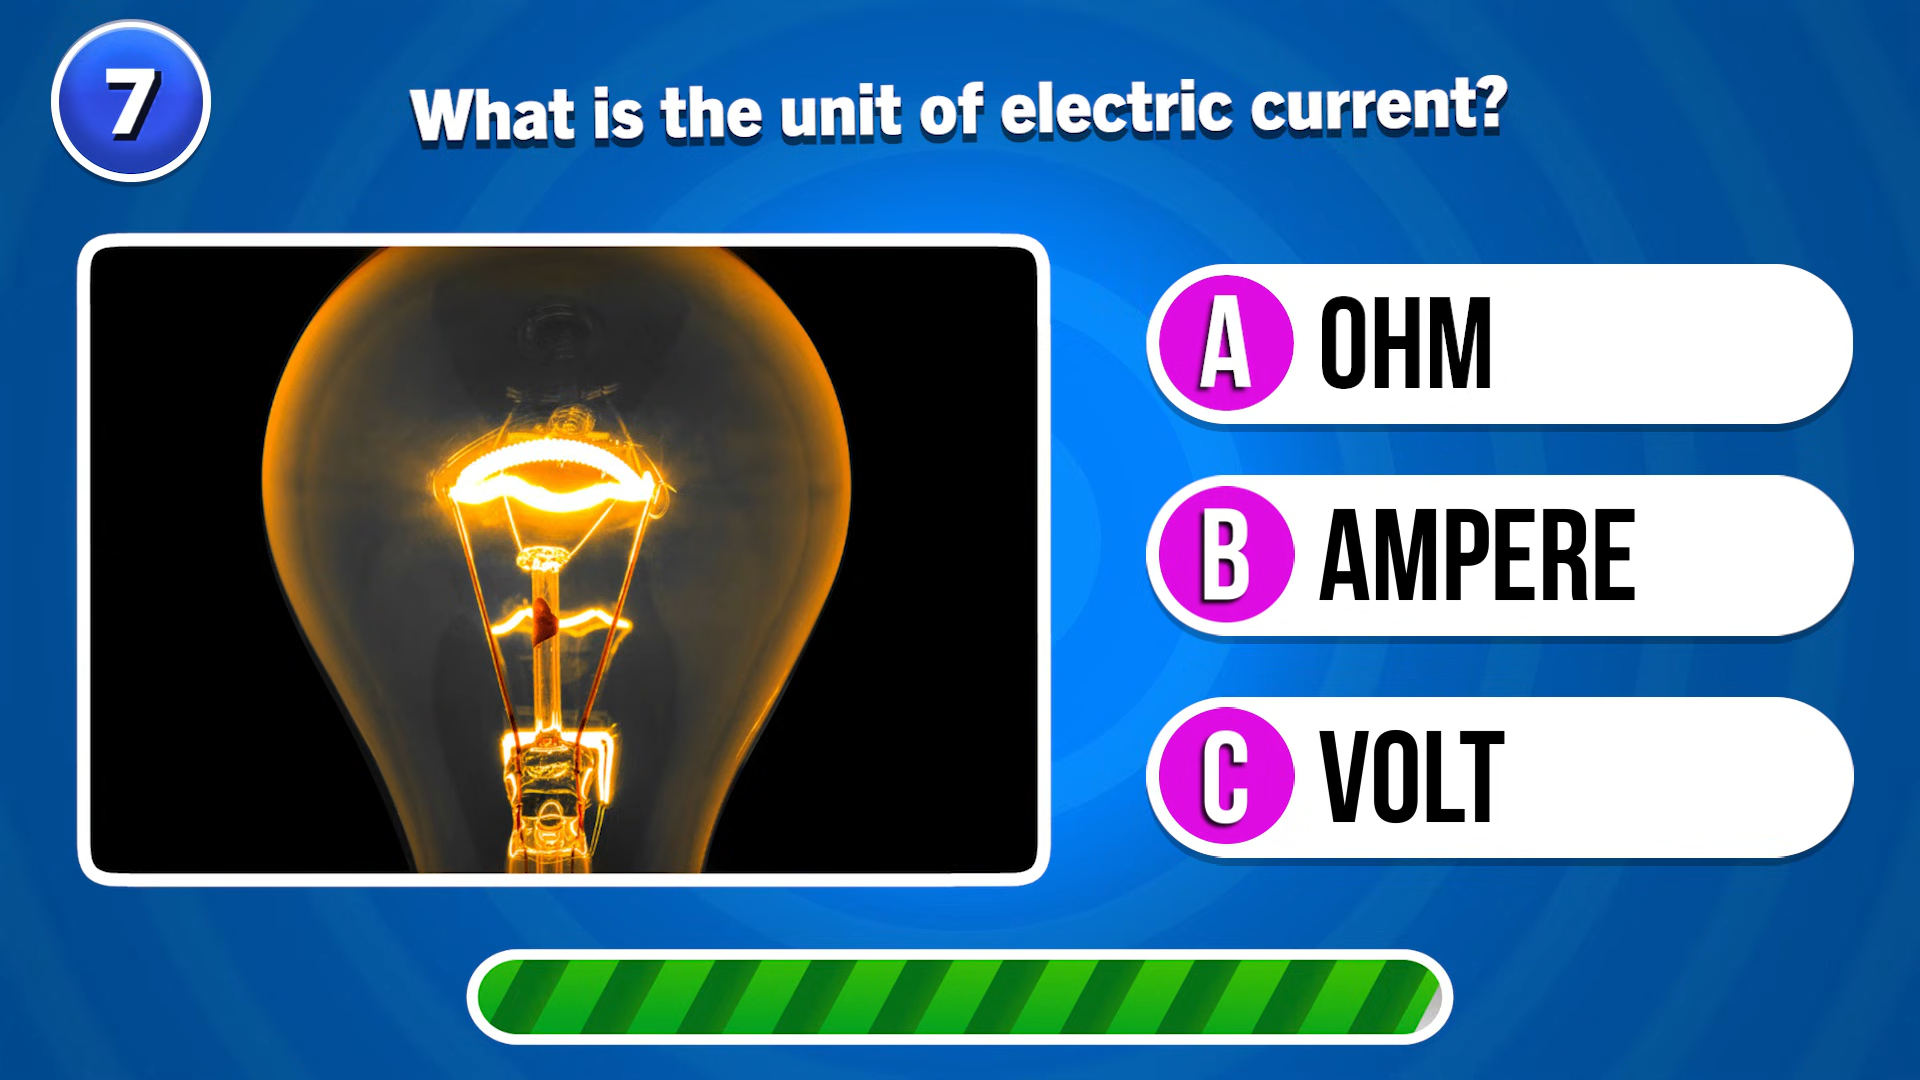 7
What is the unit of electric current?
A OHM
B AMPERE
C VOLT